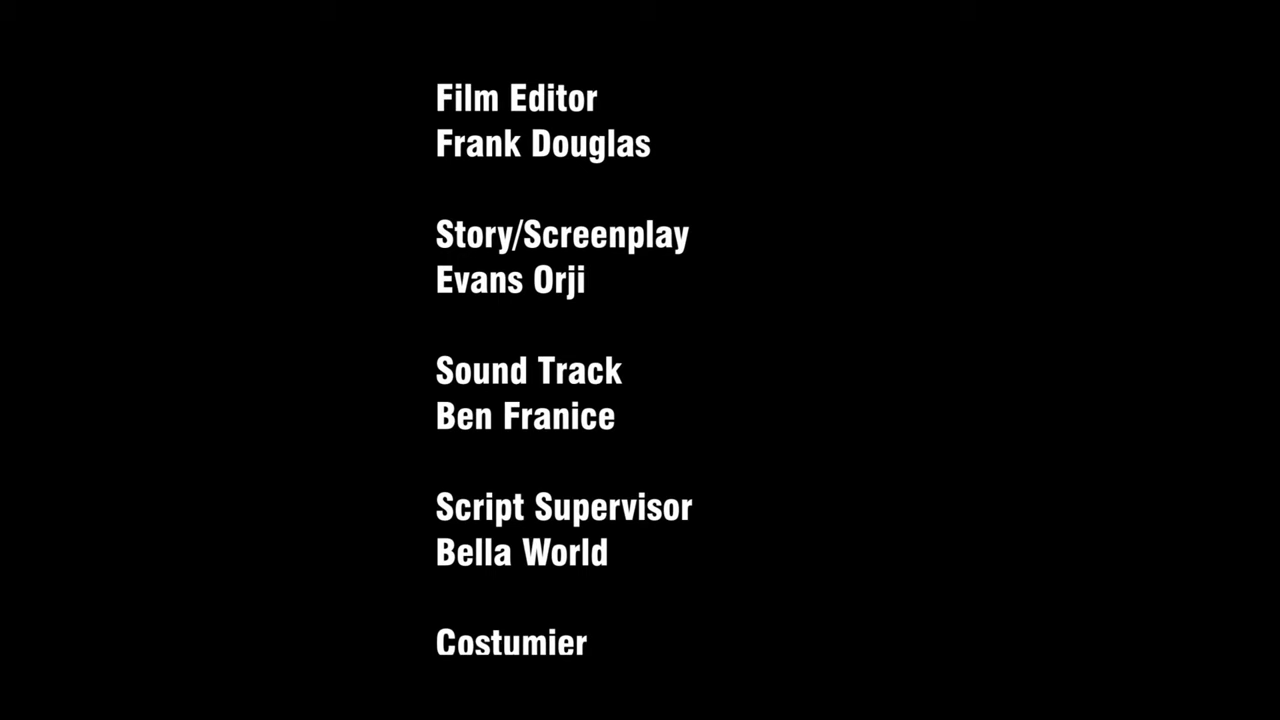 Film Editor
Frank Douglas
Story/Screenplay
Evans Orji
Sound Track
Ben Franice
Script Supervisor
Bella World
Costumier